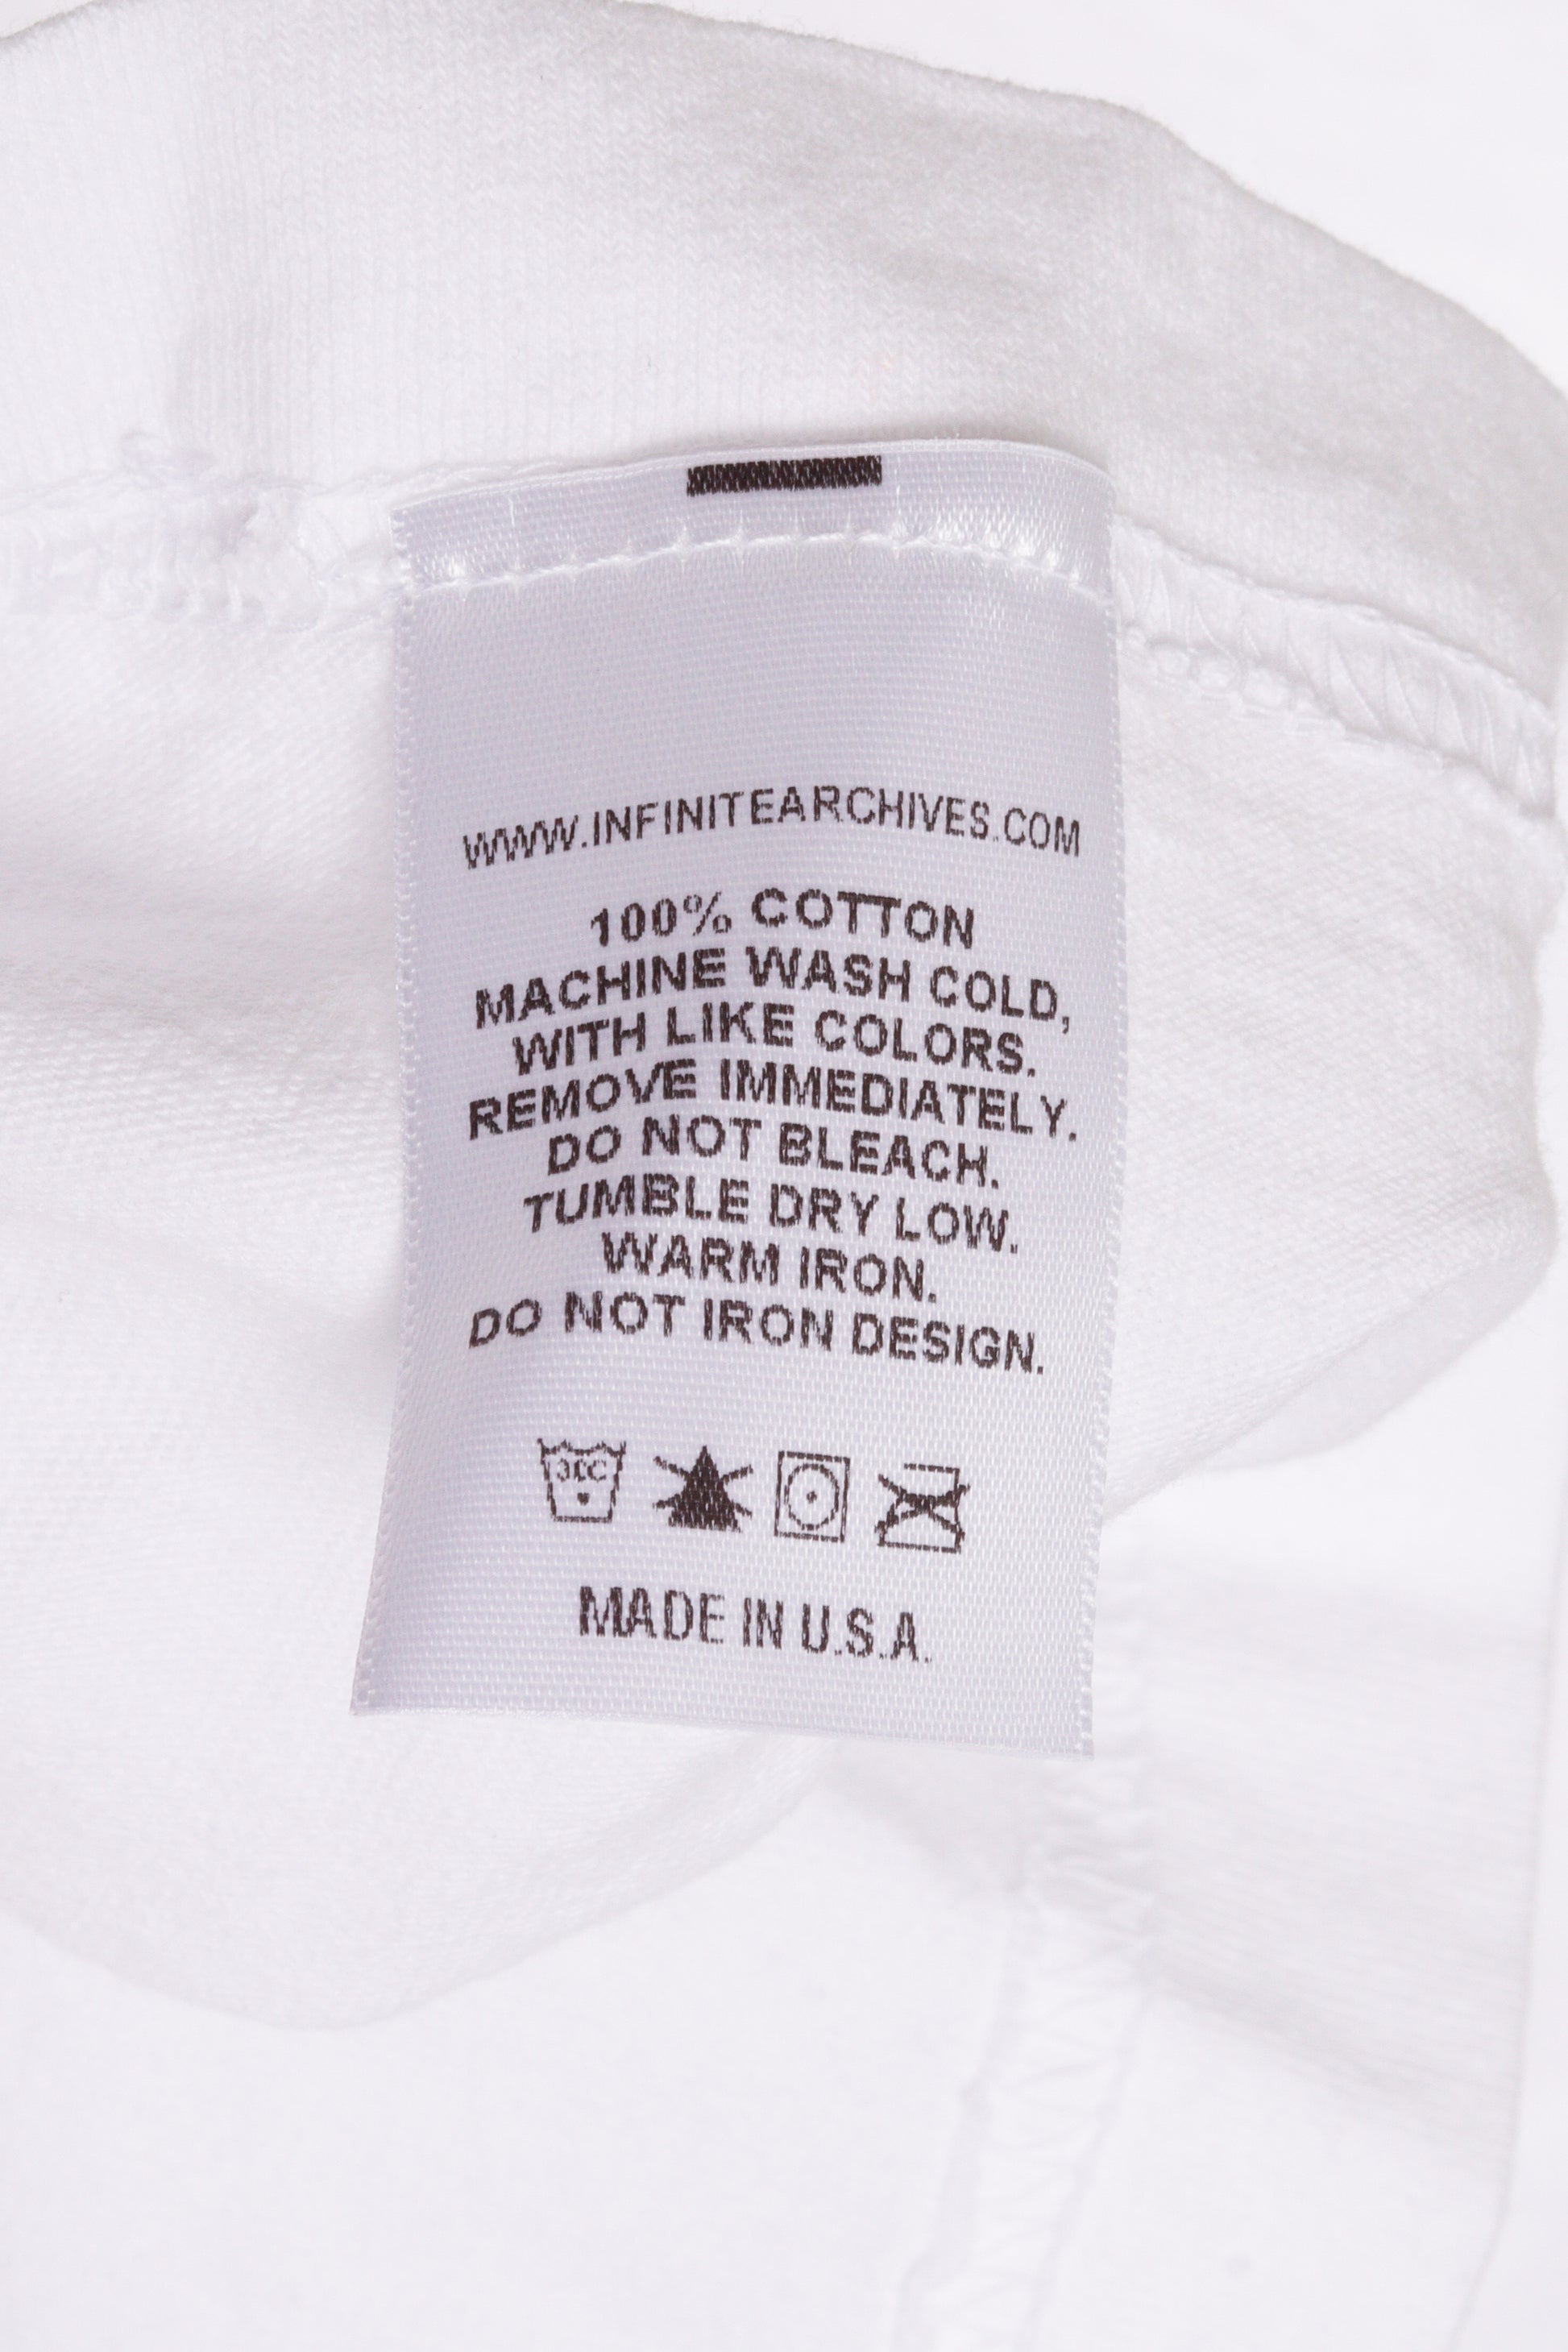 WWW.INFINITEARCHIVES.COM
100% COTTON
MACHINE WASH COLD,
WITH LIKE COLORS.
REMOVE IMMEDIATELY.
DO NOT BLEACH.
TUMBLE DRY LOW.
WARM IRON.
DO NOT IRON DESIGN.
MADE IN U.S.A.